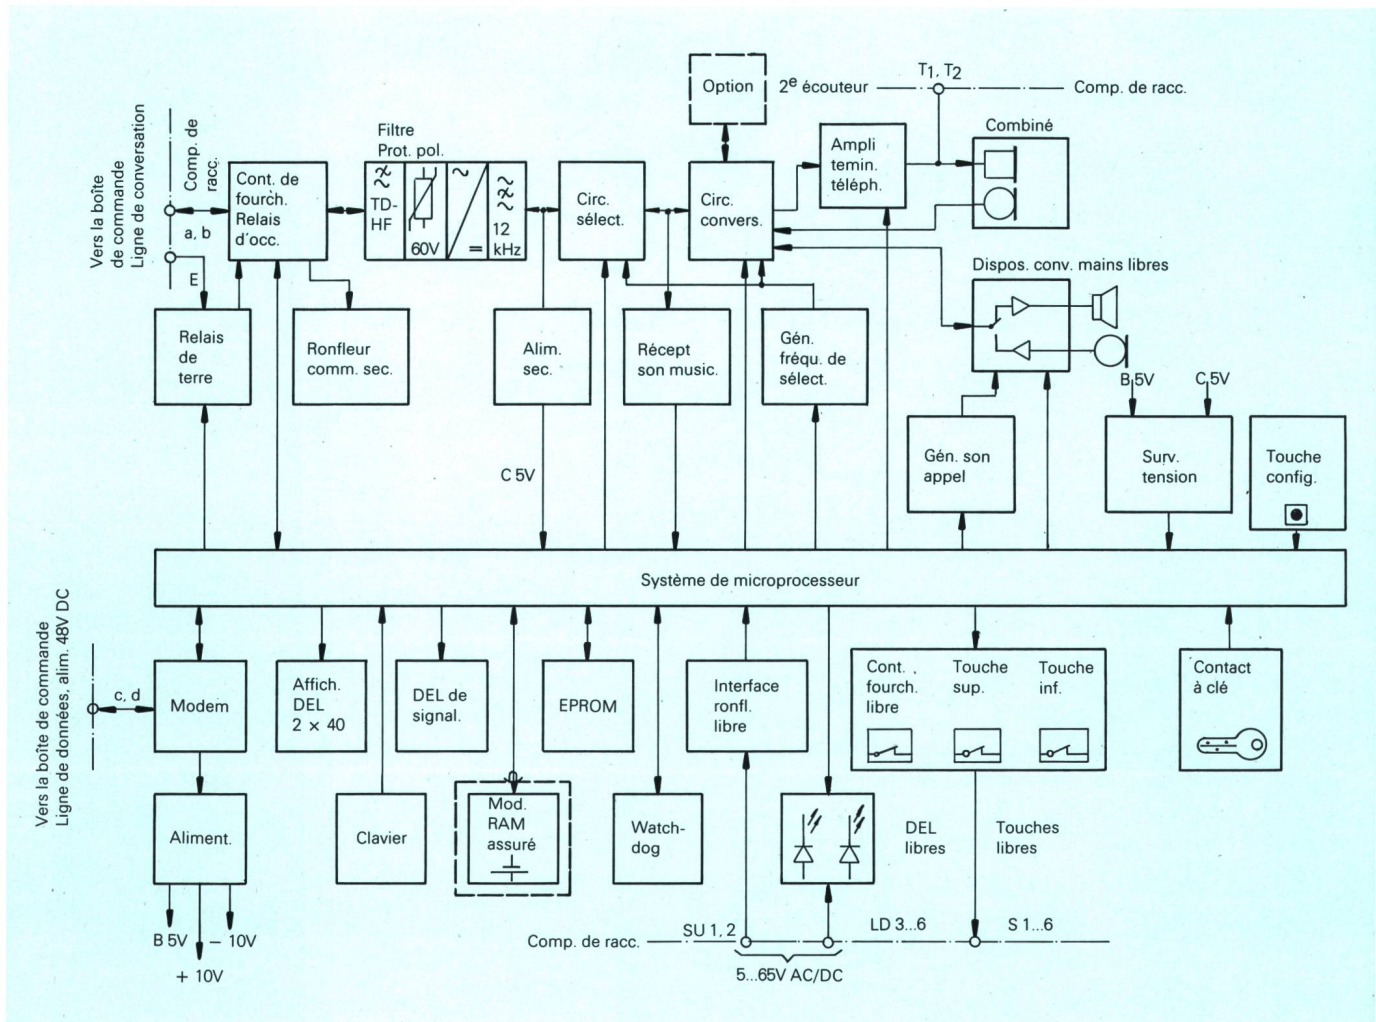 Option
2e écouteur
T1, T2
Comp. de racc.
Vers la boîte
de commande
Ligne de conversation
Comp. de
racc.
a, b
E
Cont. de
fourch.
Relais
d'occ.
Filtre
Prot. pol.
TD-
HF
60V
12
kHz
Circ.
sélect.
Circ.
convers.
Ampli
temin.
téléph.
Combiné
Dispos. conv. mains libres
Relais
de
terre
Ronfleur
comm. sec.
Alim.
sec.
Récept
son music.
Gén.
fréqu. de
sélect.
B 5V
C 5V
C 5V
Gén. son
appel
Surv.
tension
Touche
config.
Système de microprocesseur
Vers la boîte de commande
Ligne de données, alim. 48V DC
c, d
Modem
Affich.
DEL
2 × 40
DEL de
signal.
EPROM
Interface
ronfl.
libre
Cont.
fourch.
libre
Touche
sup.
Touche
inf.
Contact
à clé
Aliment.
Clavier
Mod.
RAM
assuré
Watch-
dog
DEL
libres
Touches
libres
B 5V
– 10V
+ 10V
Comp. de racc.
SU 1, 2
LD 3...6
S 1...6
5...65V AC/DC